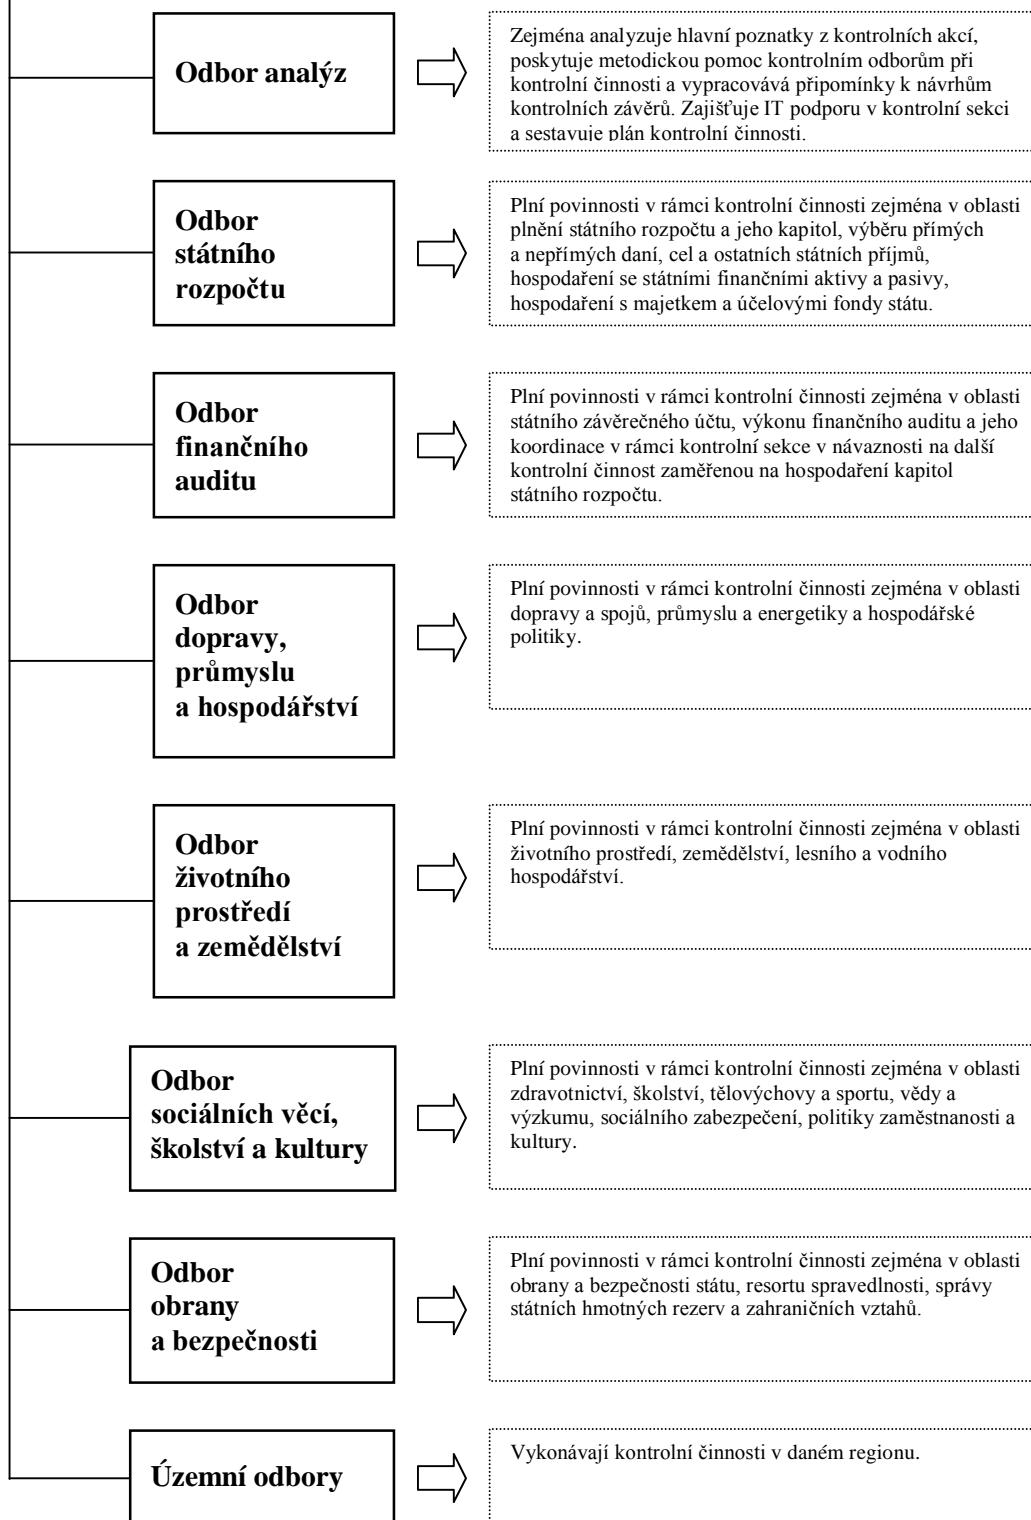 Odbor analýz
Zejména analyzuje hlavní poznatky z kontrolních akcí,
poskytuje metodickou pomoc kontrolním odborům při
kontrolní činnosti a vypracovává připomínky k návrhům
kontrolních závěrů. Zajišťuje IT podporu v kontrolní sekci
a sestavuje plán kontrolní činnosti.
Odbor
státního
rozpočtu
Plní povinnosti v rámci kontrolní činnosti zejména v oblasti
plnění státního rozpočtu a jeho kapitol, výběru přímých
a nepřímých daní, cel a ostatních státních příjmů,
hospodaření se státními finančními aktivy a pasivy,
hospodaření s majetkem a účelovými fondy státu.
Odbor
finančního
auditu
Plní povinnosti v rámci kontrolní činnosti zejména v oblasti
státního závěrečného účtu, výkonu finančního auditu a jeho
koordinace v rámci kontrolní sekce v návaznosti na další
kontrolní činnost zaměřenou na hospodaření kapitol
státního rozpočtu.
Odbor
dopravy,
průmyslu
a hospodářství
Plní povinnosti v rámci kontrolní činnosti zejména v oblasti
dopravy a spojů, průmyslu a energetiky a hospodářské
politiky.
Odbor
životního
prostředí
a zemědělství
Plní povinnosti v rámci kontrolní činnosti zejména v oblasti
životního prostředí, zemědělství, lesního a vodního
hospodářství.
Odbor
sociálních věcí,
školství a kultury
Plní povinnosti v rámci kontrolní činnosti zejména v oblasti
zdravotnictví, školství, tělovýchovy a sportu, vědy a
výzkumu, sociálního zabezpečení, politiky zaměstnanosti a
kultury.
Odbor
obrany
a bezpečnosti
Plní povinnosti v rámci kontrolní činnosti zejména v oblasti
obrany a bezpečnosti státu, resortu spravedlnosti, správy
státních hmotných rezerv a zahraničních vztahů.
Územní odbory
Vykonávají kontrolní činnosti v daném regionu.